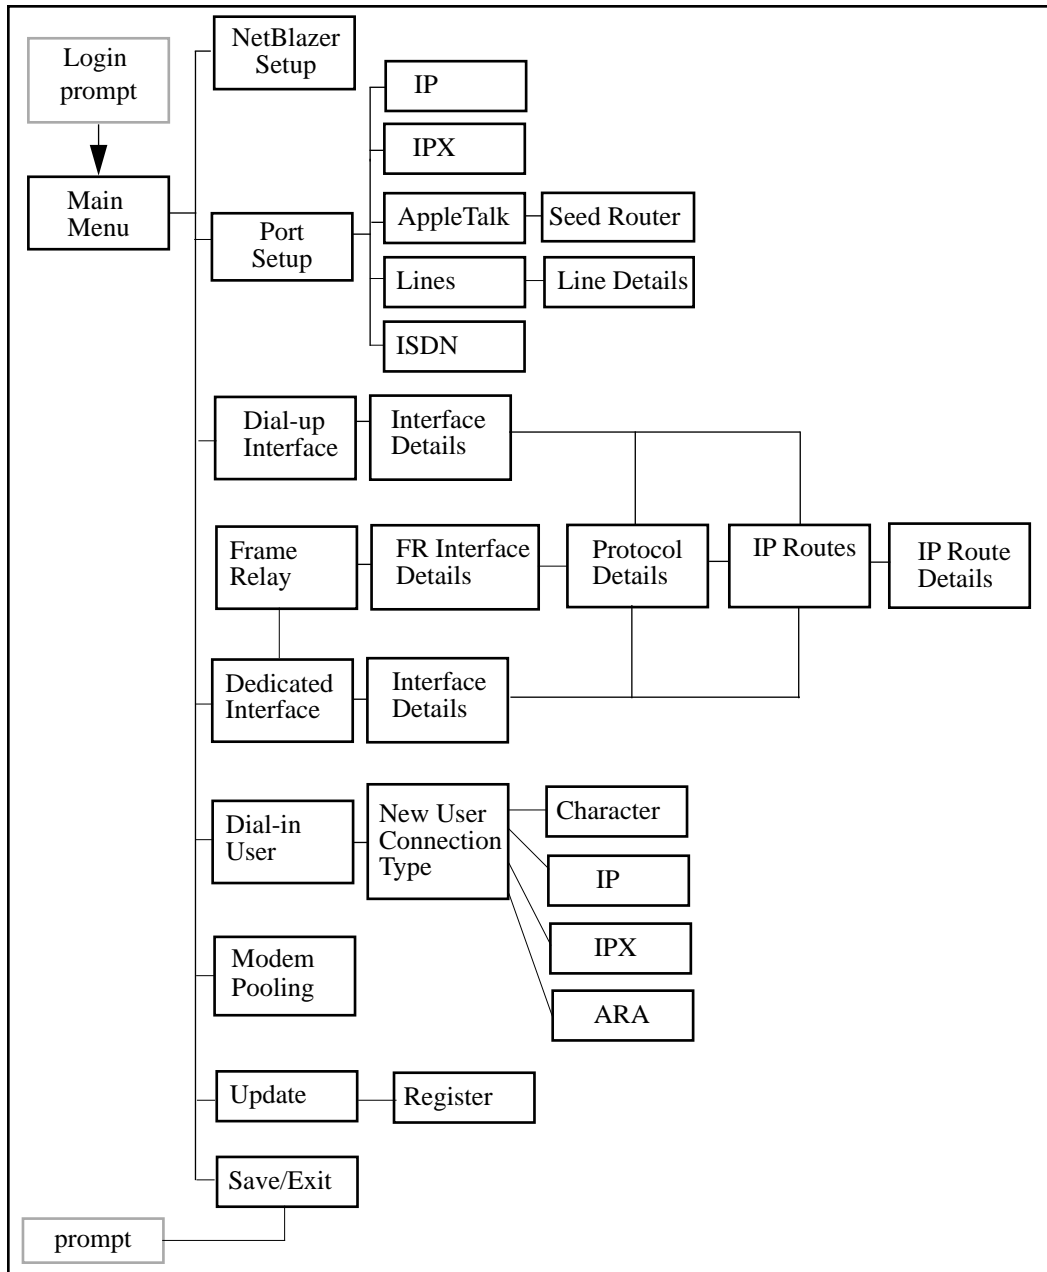 Login
prompt
Main
Menu
NetBlazer
Setup
Port
Setup
IP
IPX
AppleTalk
Seed Router
Lines
Line Details
ISDN
Dial-up
Interface
Interface
Details
Frame
Relay
FR Interface
Details
Protocol
Details
IP Routes
IP Route
Details
Dedicated
Interface
Interface
Details
Dial-in
User
New User
Connection
Type
Character
IP
IPX
ARA
Modem
Pooling
Update
Register
Save/Exit
prompt